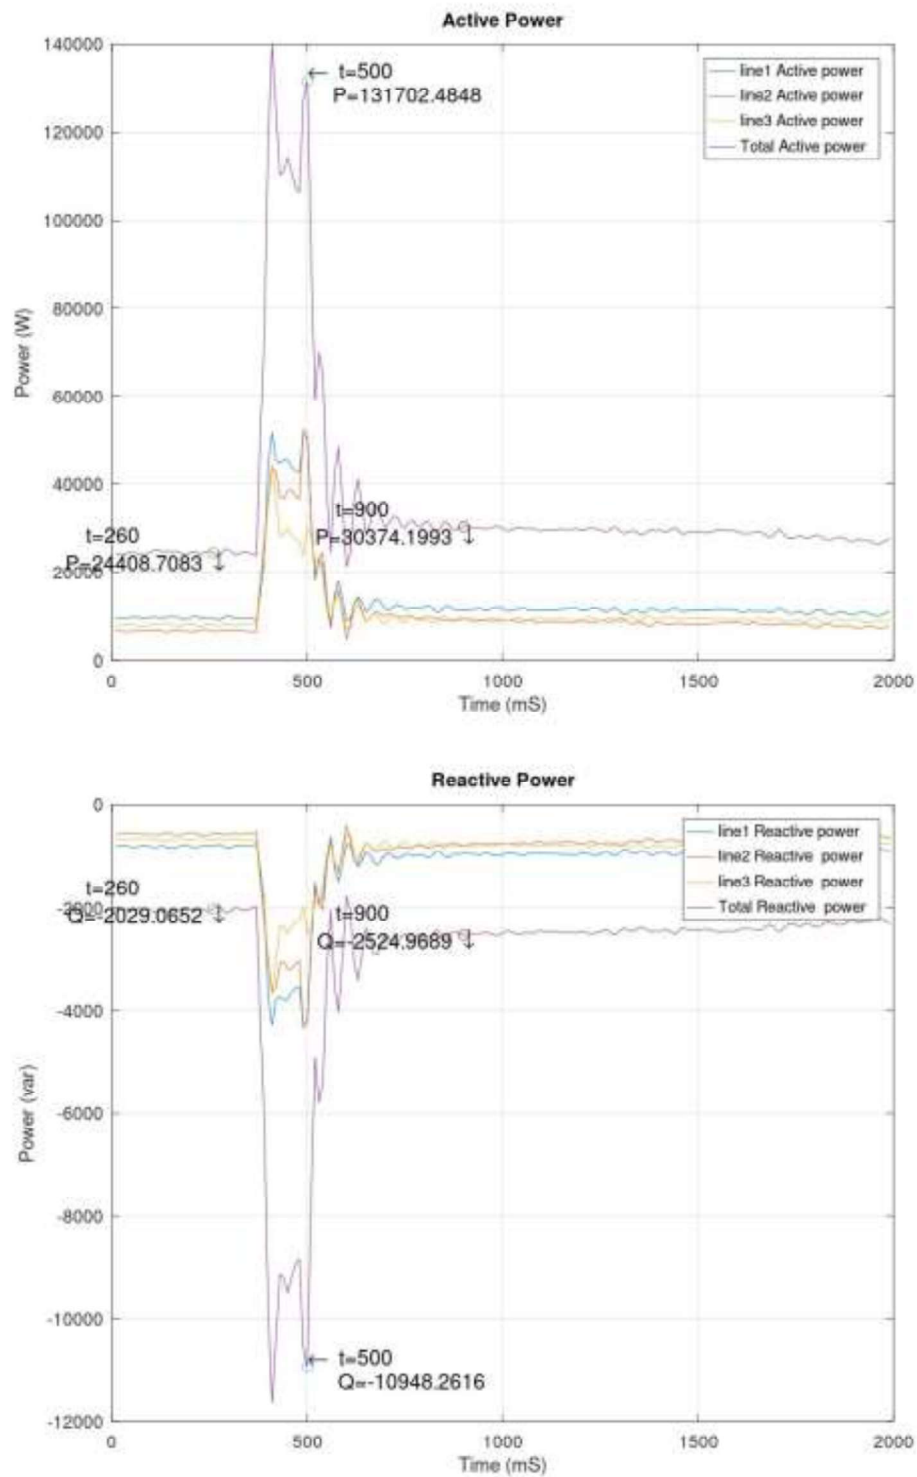 Active Power
140000
120000
100000
80000
60000
40000
20000
0
Power (W)
t=500
P=131702.4848
line1 Active power
line2 Active power
line3 Active power
Total Active power
t=260
P=24408.7083
t=900
P=30374.1993
0
500
1000
1500
2000
Time (mS)
Reactive Power
0
-2000
-4000
-6000
-8000
-10000
-12000
Power (var)
line1 Reactive power
line2 Reactive power
line3 Reactive power
Total Reactive power
t=260
Q=-2029.0652
t=900
Q=-2524.9689
t=500
Q=-10948.2616
0
500
1000
1500
2000
Time (mS)